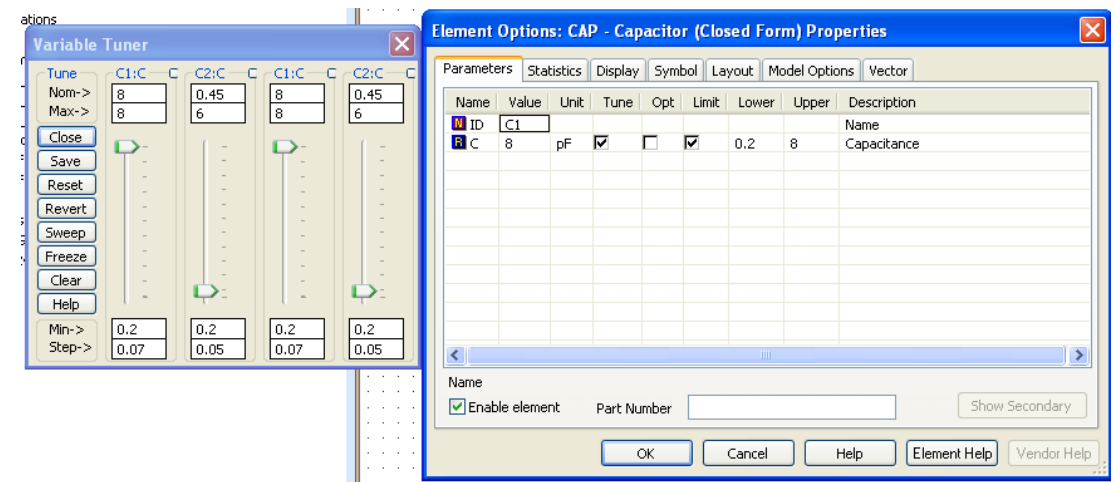 ations
Variable Tuner
Tune C1:C C C2:C C C1:C C C2:C C
Nom-> 8 0.45 8 0.45
Max-> 8 6 8 6
Close
Save
Reset
Revert
Sweep
Freeze
Clear
Help
Min-> 0.2 0.2 0.2 0.2
Step-> 0.07 0.05 0.07 0.05
Element Options: CAP - Capacitor (Closed Form) Properties
Parameters Statistics Display Symbol Layout Model Options Vector
Name Value Unit Tune Opt Limit Lower Upper Description
N ID C1 Name
R C 8 pF 0.2 8 Capacitance
Name
Enable element Part Number Show Secondary
OK Cancel Help Element Help Vendor Help